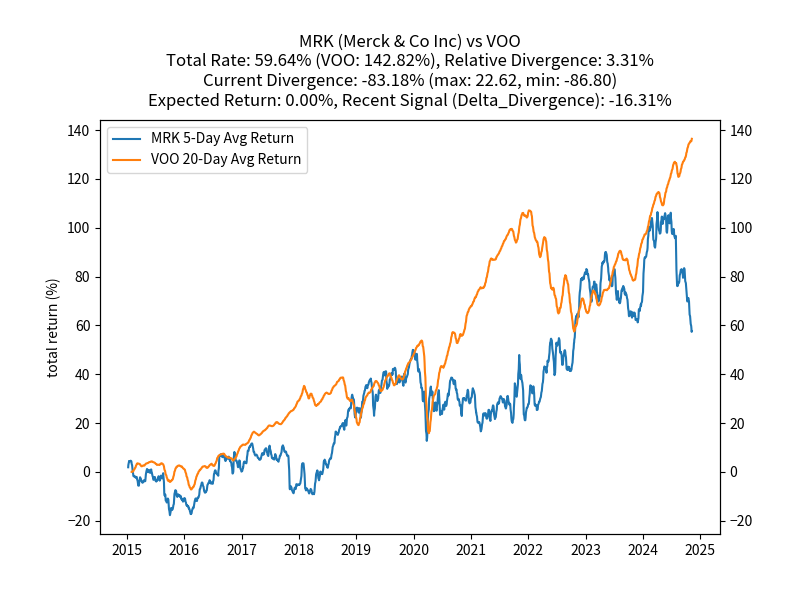 MRK (Merck & Co Inc) vs VOO
Total Rate: 59.64% (VOO: 142.82%), Relative Divergence: 3.31%
Current Divergence: -83.18% (max: 22.62, min: -86.80)
Expected Return: 0.00%, Recent Signal (Delta_Divergence): -16.31%
MRK 5-Day Avg Return
VOO 20-Day Avg Return
total return (%)
140 140
120 120
100 100
80 80
60 60
40 40
20 20
0 0
−20 −20
2015 2016 2017 2018 2019 2020 2021 2022 2023 2024 2025